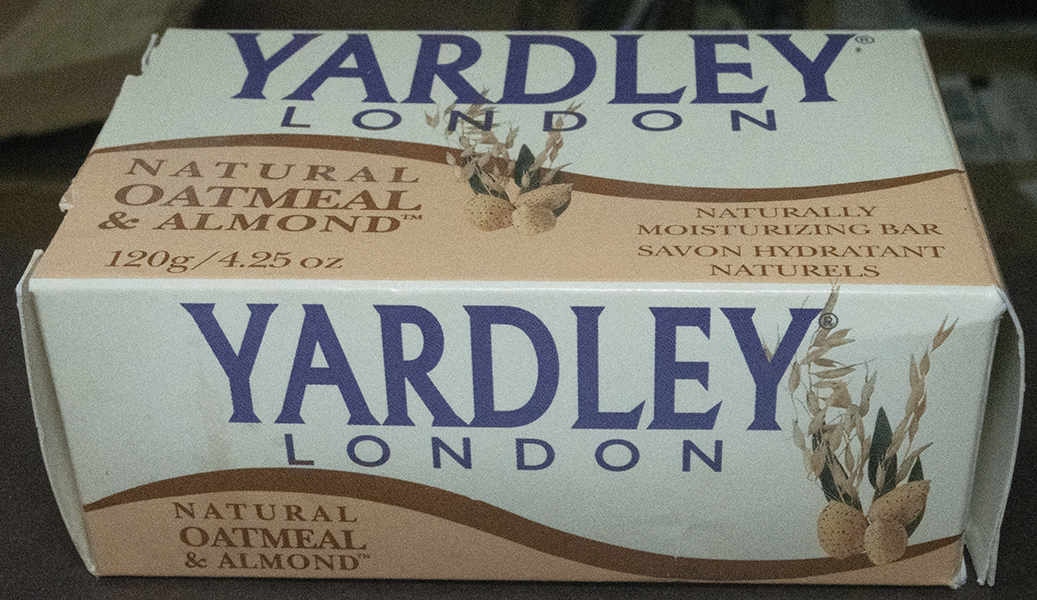 YARDLEY®
LONDON
NATURAL
OATMEAL
& ALMOND™
120g/4.25 oz
NATURALLY
MOISTURIZING BAR
SAVON HYDRATANT
NATURELS
YARDLEY®
LONDON
NATURAL
OATMEAL
& ALMOND™